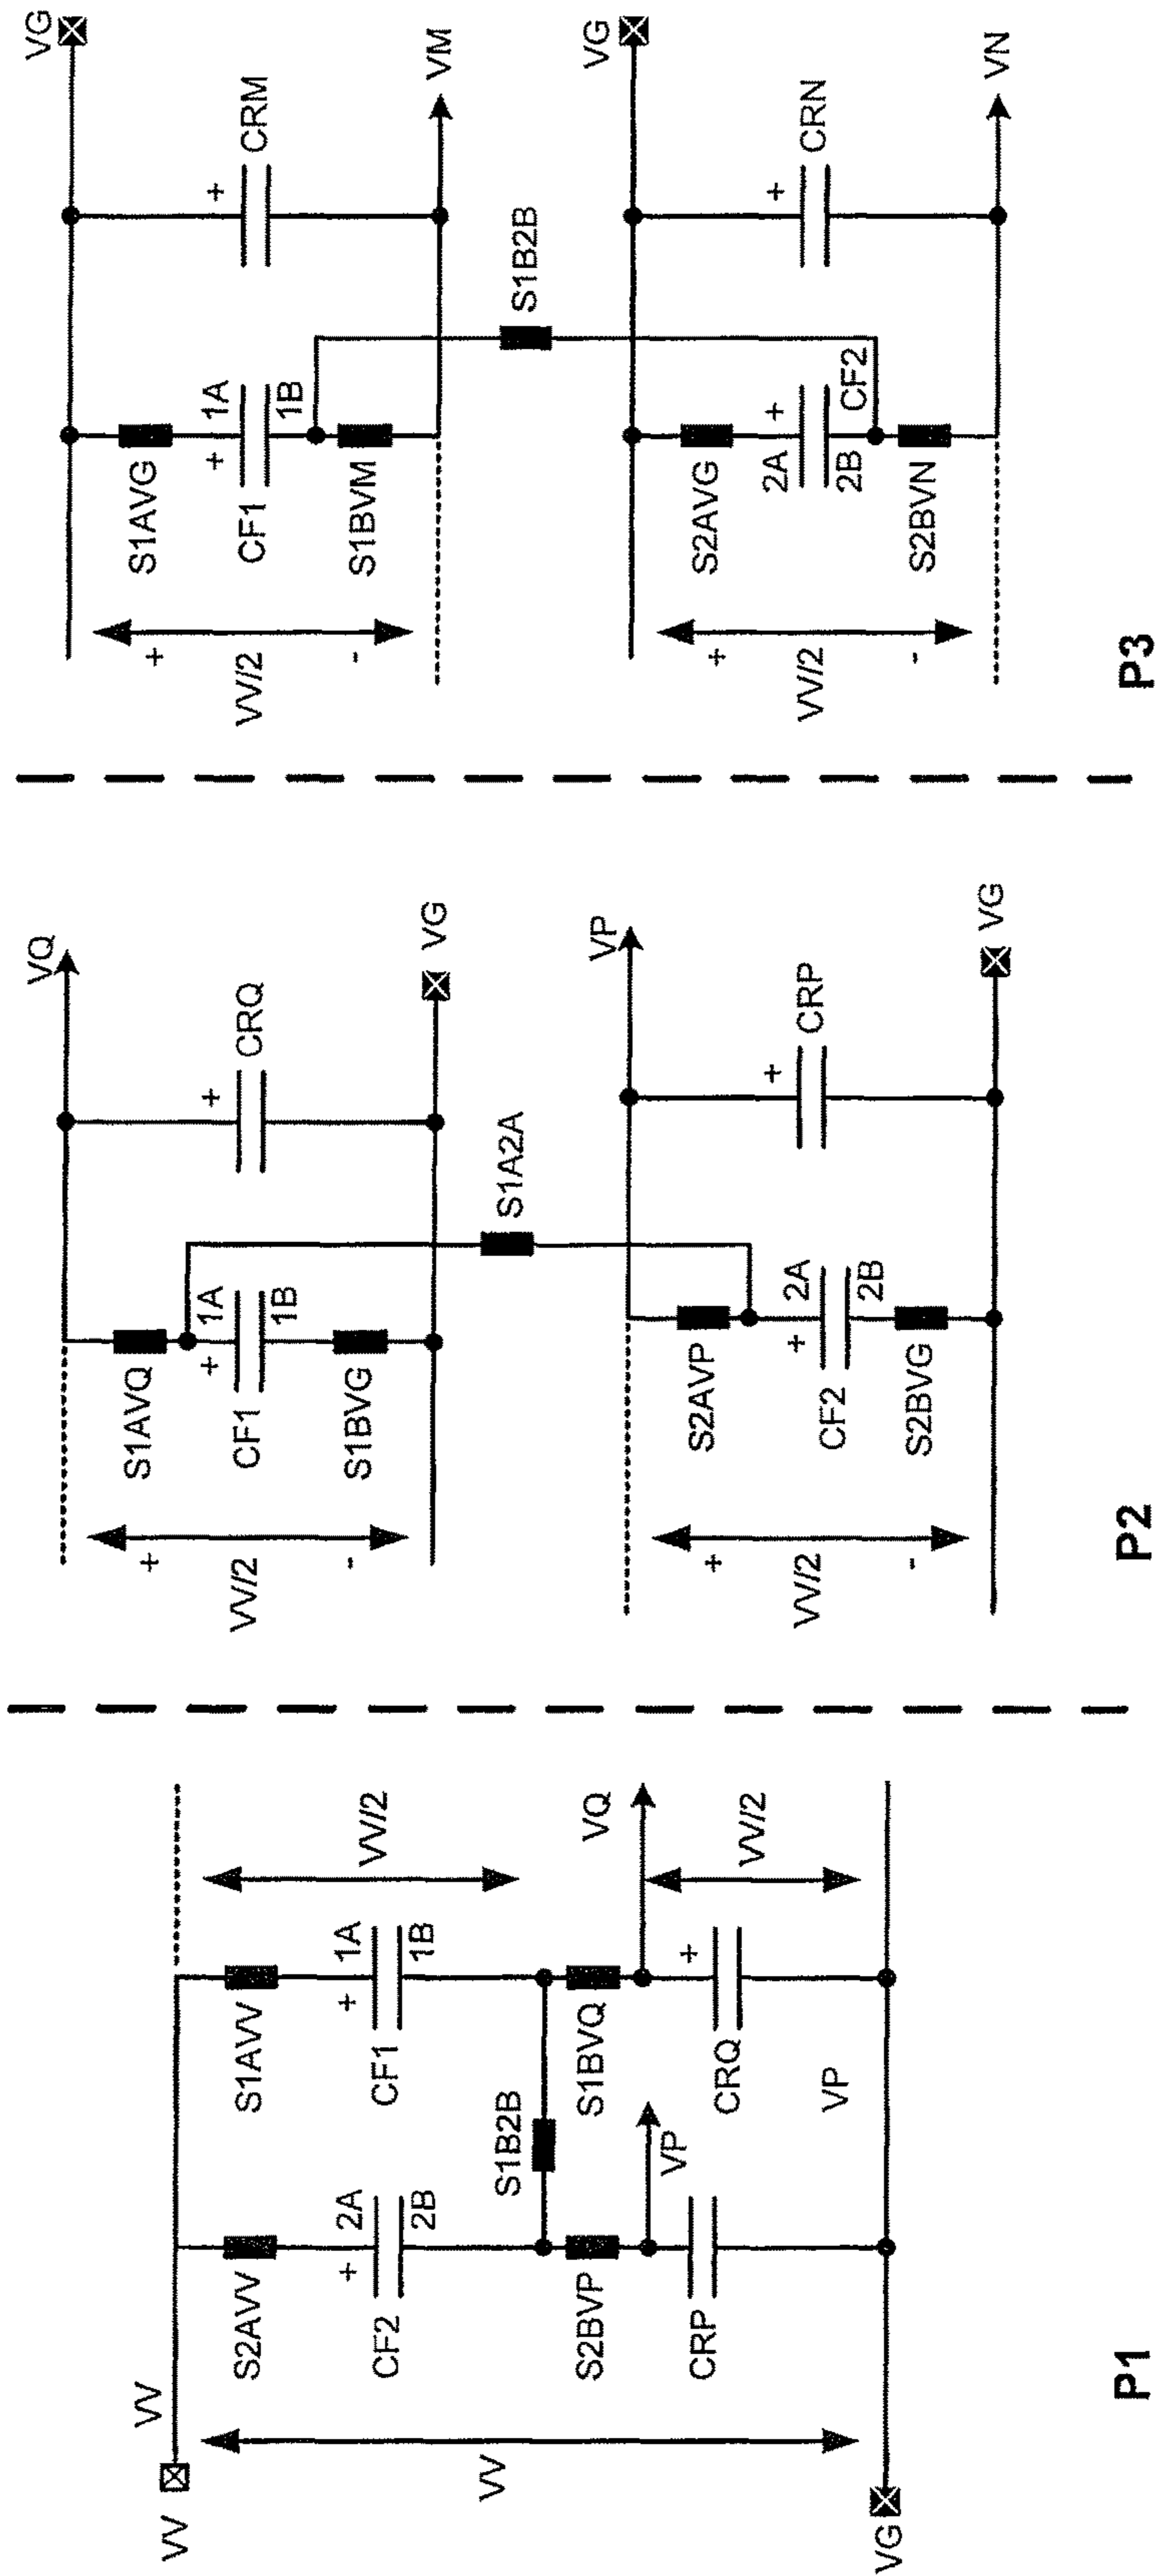 VV
VV
VV
VG
S2AVV
+
2A
CF2
2B
S2BVP
CRP
VP
S1B2B
S1AVV
+
1A
CF1
1B
S1BVQ
VQ
+
CRQ
VP
VV/2
VV/2
P1
VQ
S1AVQ
+
1A
CF1
1B
S1BVG
+
VV/2
-
+
CRQ
VG
S1A2A
VP
S2AVP
+
2A
CF2
2B
S2BVG
+
VV/2
-
+
CRP
VG
P2
VG
S1AVG
+
1A
CF1
1B
S1BVM
+
VV/2
-
+
CRM
VM
S1B2B
VG
S2AVG
2A
+
2B
CF2
S2BVN
+
VV/2
-
+
CRN
VN
P3